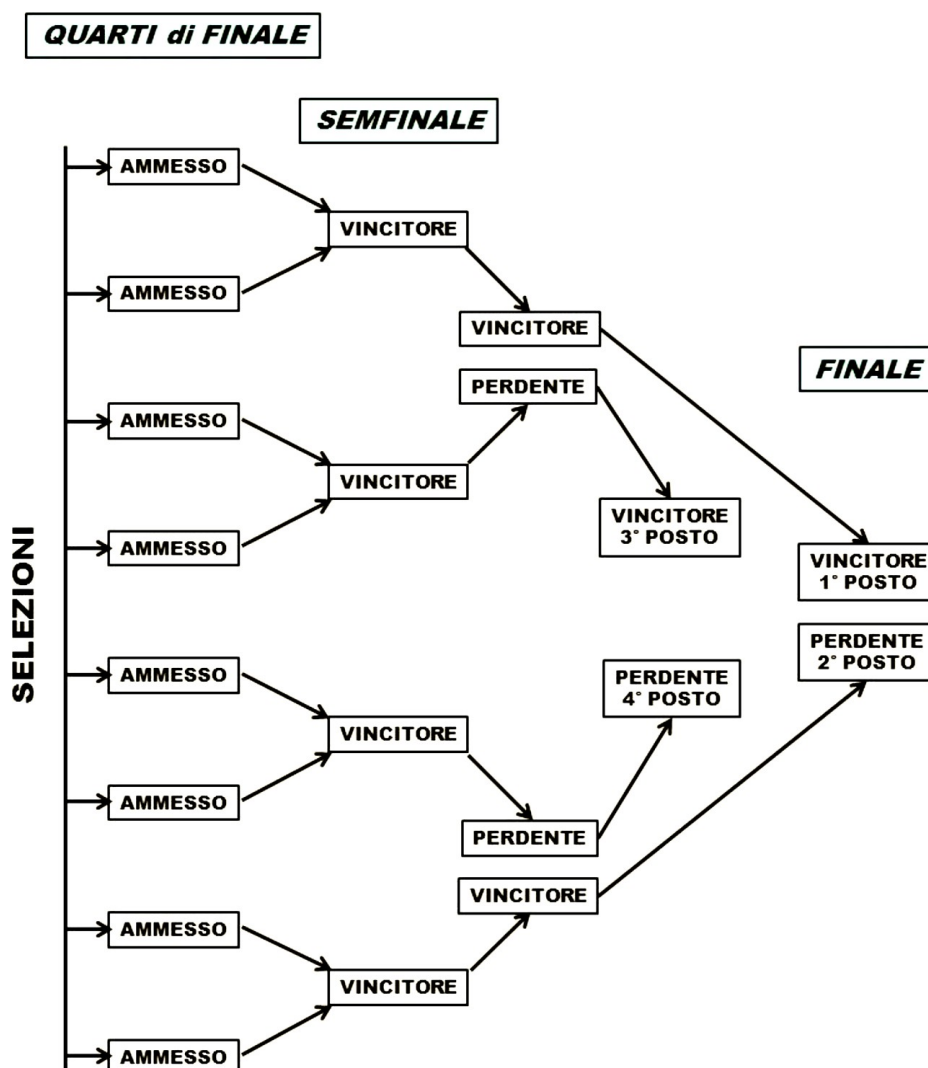 QUARTI di FINALE
SEMFINALE
AMMESSO
VINCITORE
AMMESSO
VINCITORE
FINALE
PERDENTE
AMMESSO
VINCITORE
VINCITORE
3° POSTO
AMMESSO
SELEZIONI
VINCITORE
1° POSTO
PERDENTE
2° POSTO
AMMESSO
PERDENTE
4° POSTO
VINCITORE
AMMESSO
PERDENTE
VINCITORE
AMMESSO
VINCITORE
AMMESSO